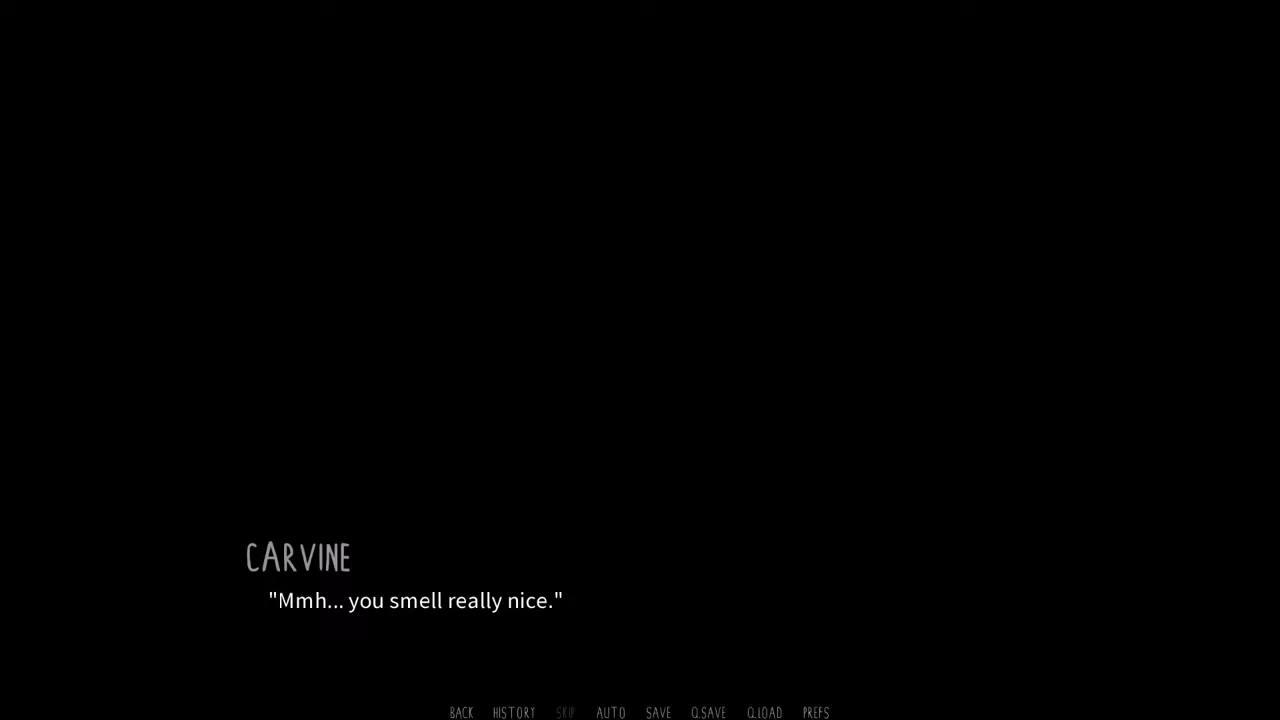 CARVINE
"Mmh... you smell really nice."
BACK HISTORY SKIP AUTO SAVE Q.SAVE Q.LOAD PREFS